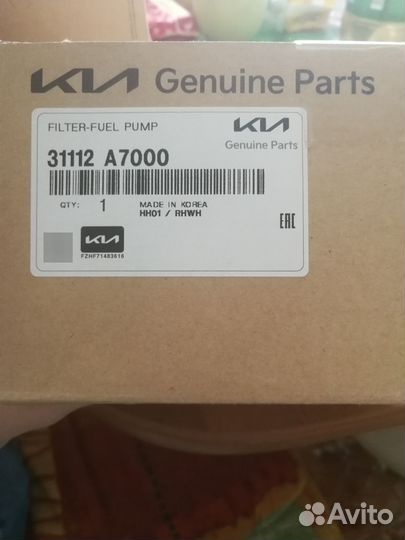 KIA Genuine Parts
FILTER-FUEL PUMP
KIA
Genuine Parts
31112 A7000
QTY: 1 MADE IN KOREA
HH01 / RHWH
EAC
KIA
FZHF71483616
Avito